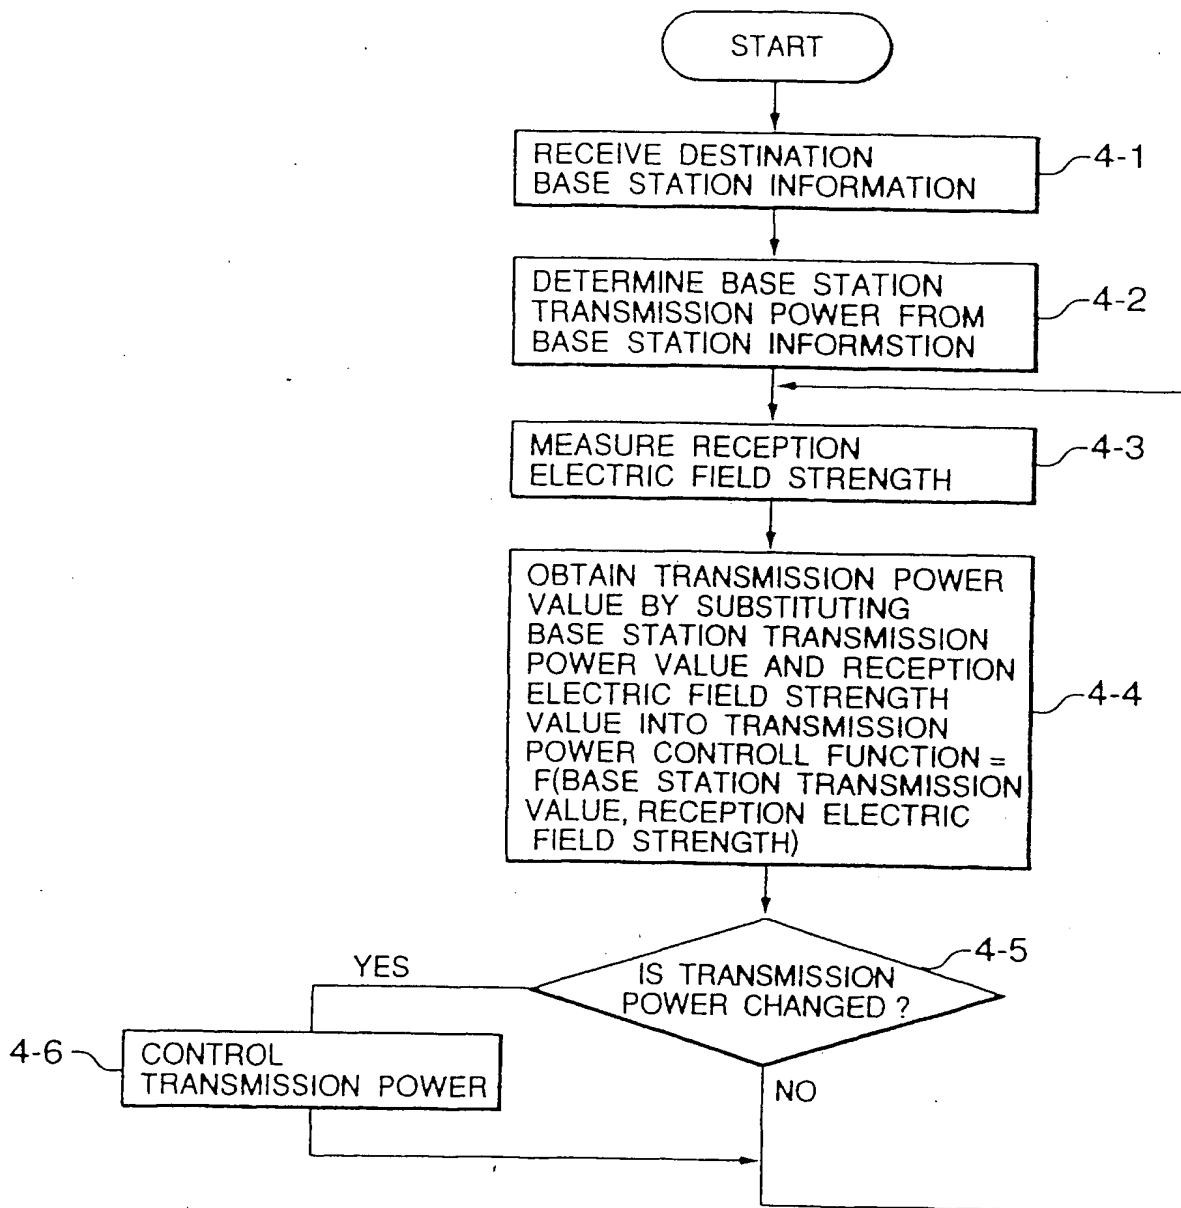 START
RECEIVE DESTINATION
BASE STATION INFORMATION
4-1
DETERMINE BASE STATION
TRANSMISSION POWER FROM
BASE STATION INFORMSTION
4-2
MEASURE RECEPTION
ELECTRIC FIELD STRENGTH
4-3
OBTAIN TRANSMISSION POWER
VALUE BY SUBSTITUTING
BASE STATION TRANSMISSION
POWER VALUE AND RECEPTION
ELECTRIC FIELD STRENGTH
VALUE INTO TRANSMISSION
POWER CONTROLL FUNCTION =
F(BASE STATION TRANSMISSION
VALUE, RECEPTION ELECTRIC
FIELD STRENGTH)
4-4
IS TRANSMISSION
POWER CHANGED ?
4-5
YES
4-6
CONTROL
TRANSMISSION POWER
NO